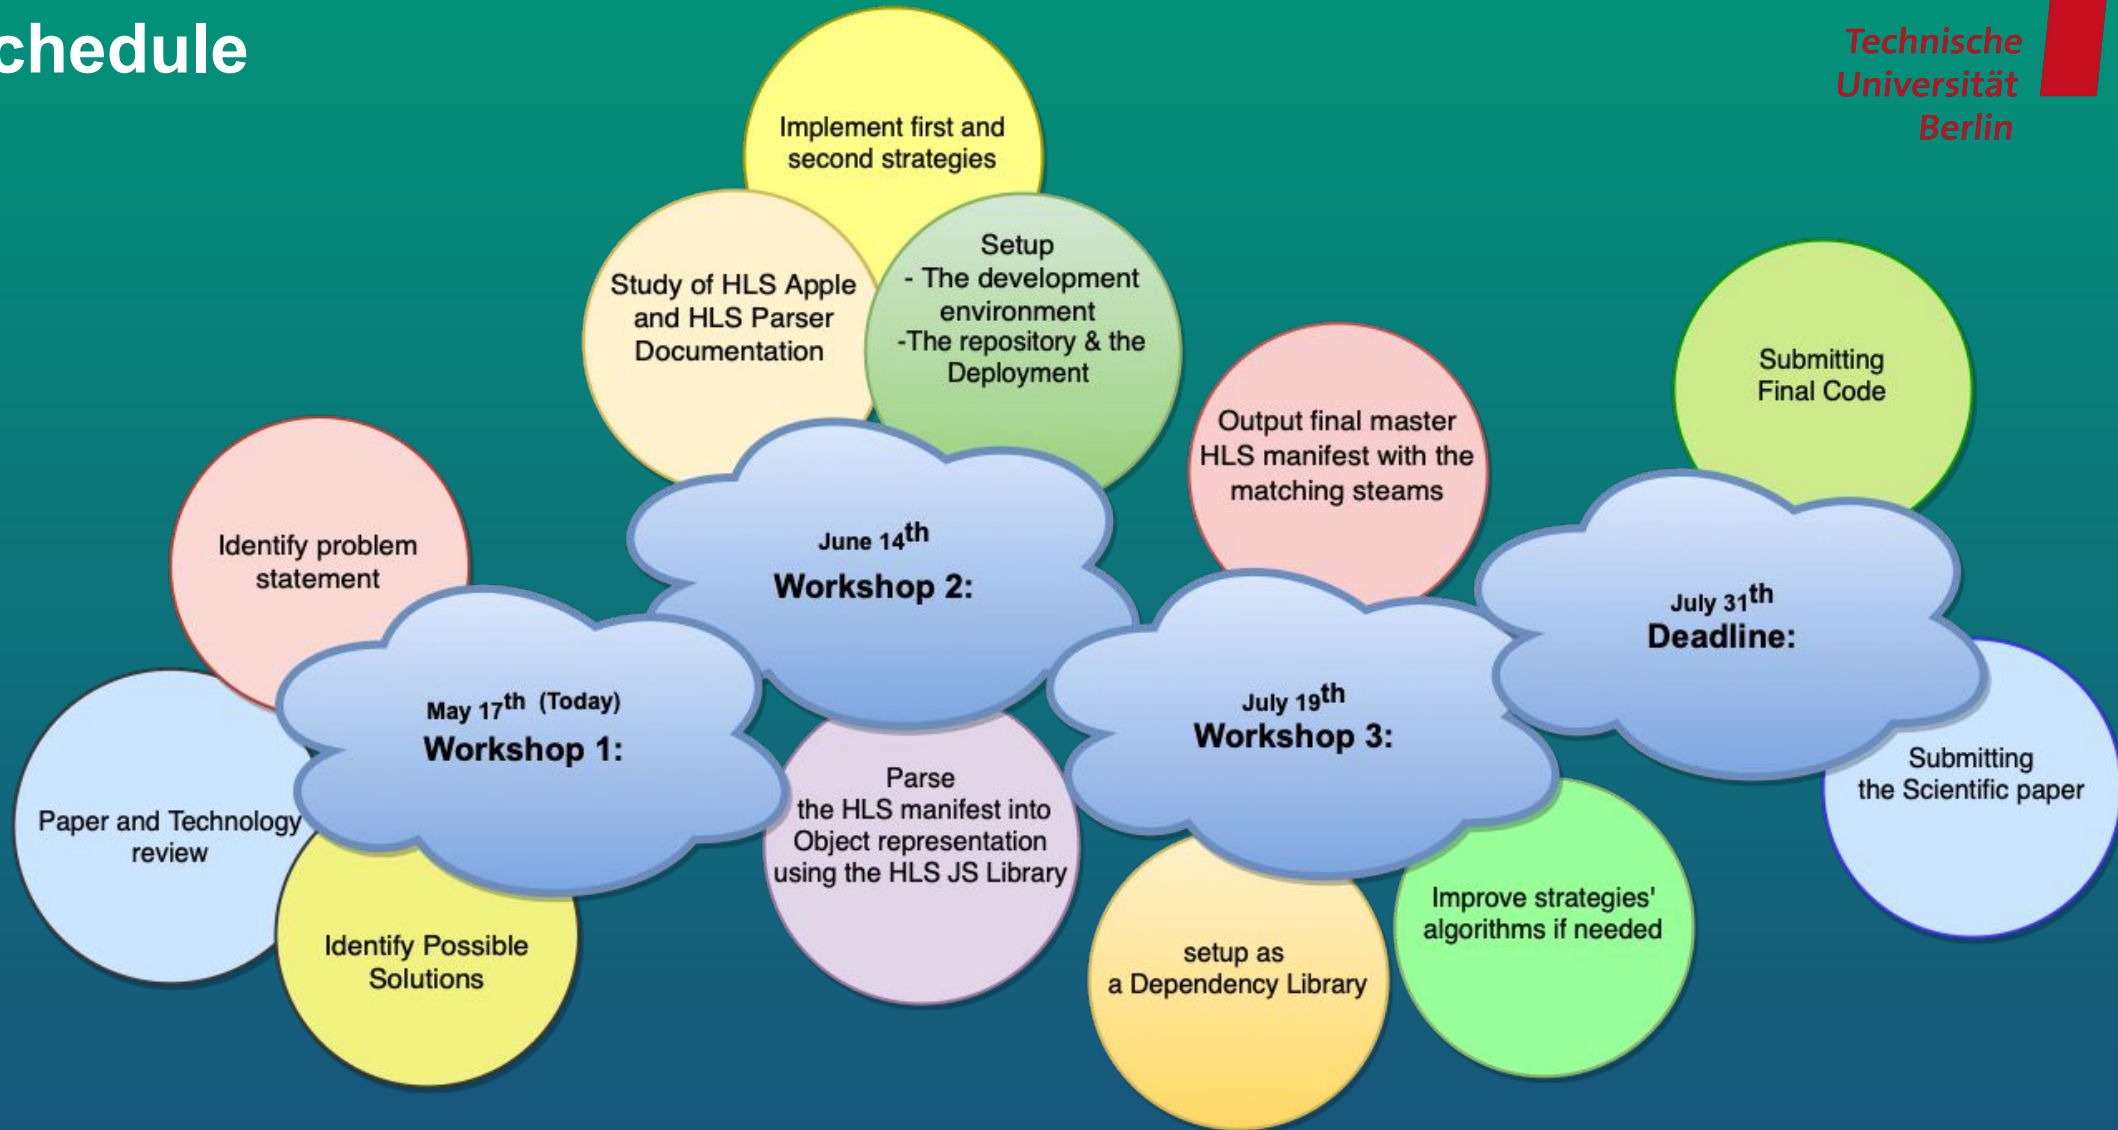 chedule
Technische
Universität
Berlin
Implement first and
second strategies
Study of HLS Apple
and HLS Parser
Documentation
Setup
- The development
environment
-The repository & the
Deployment
June 14th
Workshop 2:
Parse
the HLS manifest into
Object representation
using the HLS JS Library
Identify problem
statement
Paper and Technology
review
Identify Possible
Solutions
May 17th (Today)
Workshop 1:
Output final master
HLS manifest with the
matching steams
July 19th
Workshop 3:
setup as
a Dependency Library
Improve strategies'
algorithms if needed
Submitting
Final Code
July 31th
Deadline:
Submitting
the Scientific paper